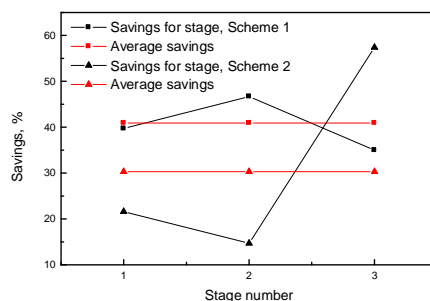 Savings for stage, Scheme 1
Average savings
Savings for stage, Scheme 2
Average savings
60
50
40
30
20
10
Savings, %
1 2 3
Stage number